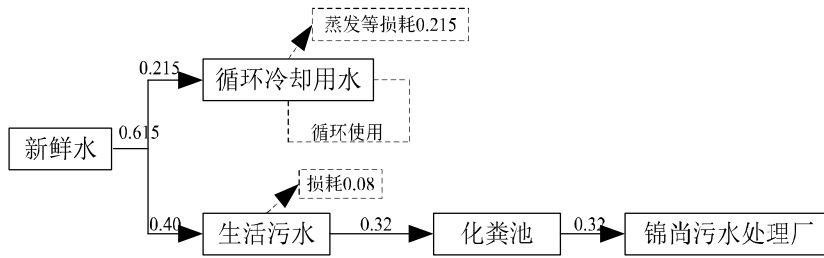 蒸发等损耗0.215
0.215
循环冷却用水
循环使用
新鲜水
0.615
损耗0.08
0.40
生活污水
0.32
化粪池
0.32
锦尚污水处理厂